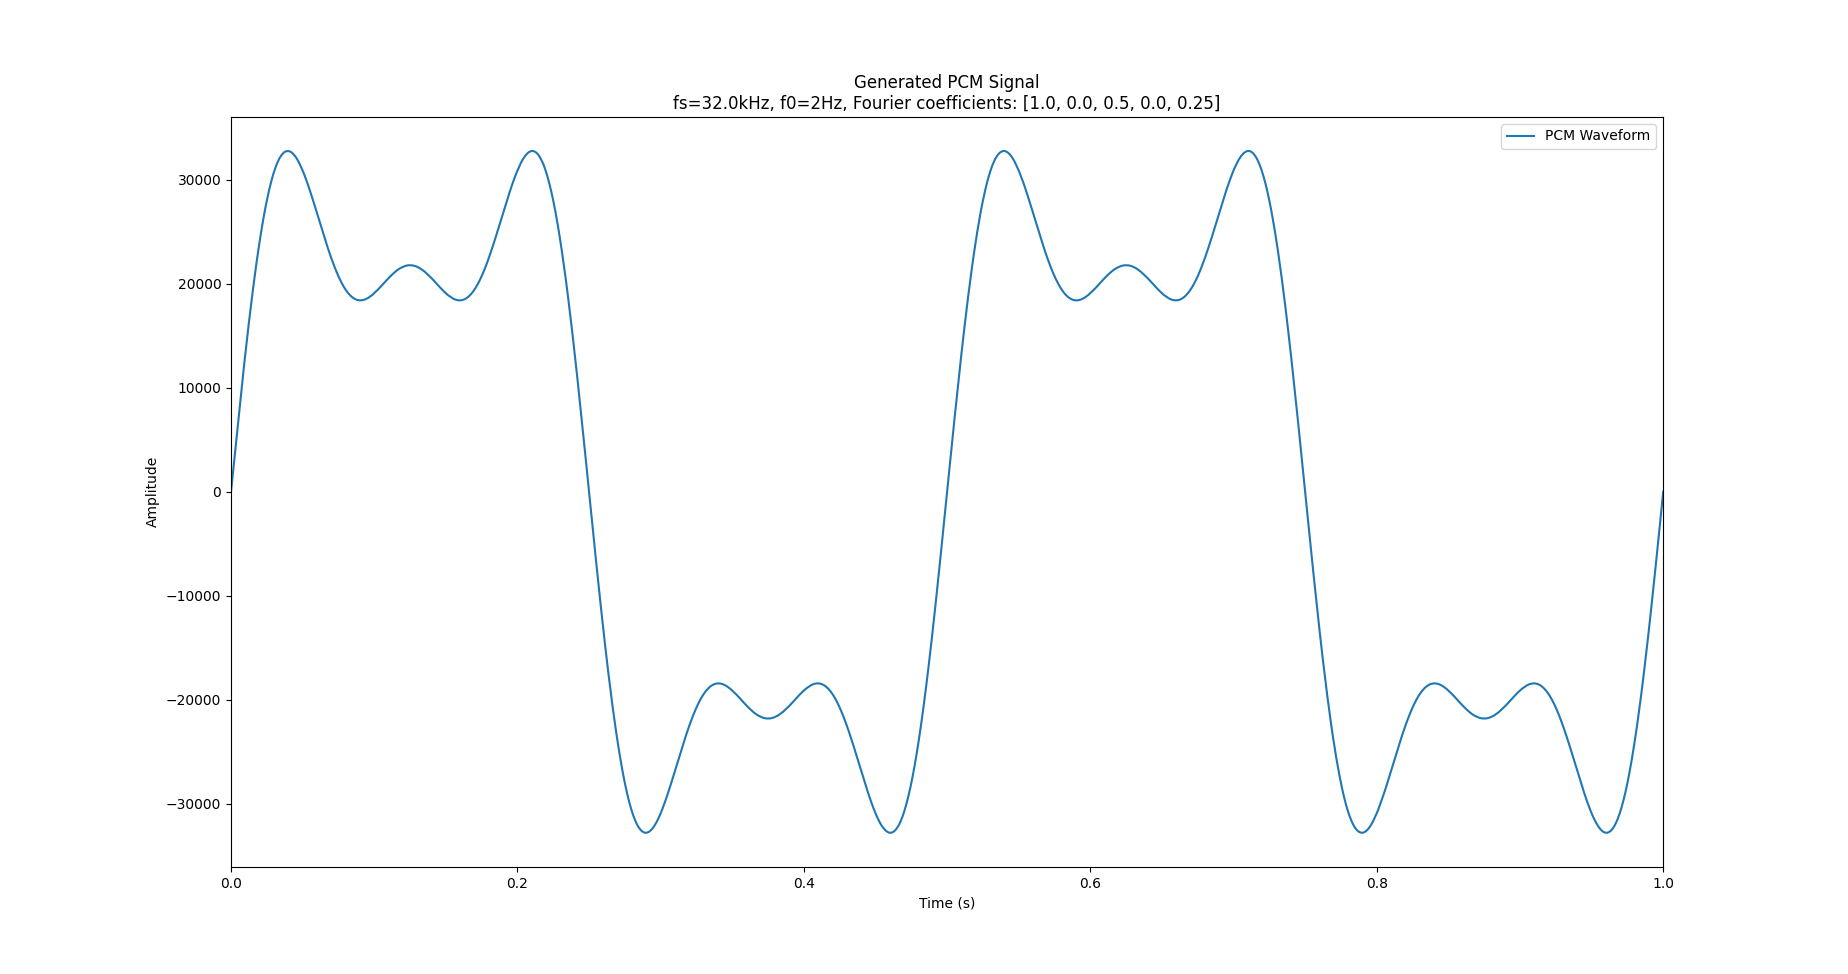 Generated PCM Signal
fs=32.0kHz, f0=2Hz, Fourier coefficients: [1.0, 0.0, 0.5, 0.0, 0.25]
PCM Waveform
30000
20000
10000
0
−10000
−20000
−30000
Amplitude
0.0 0.2 0.4 0.6 0.8 1.0
Time (s)